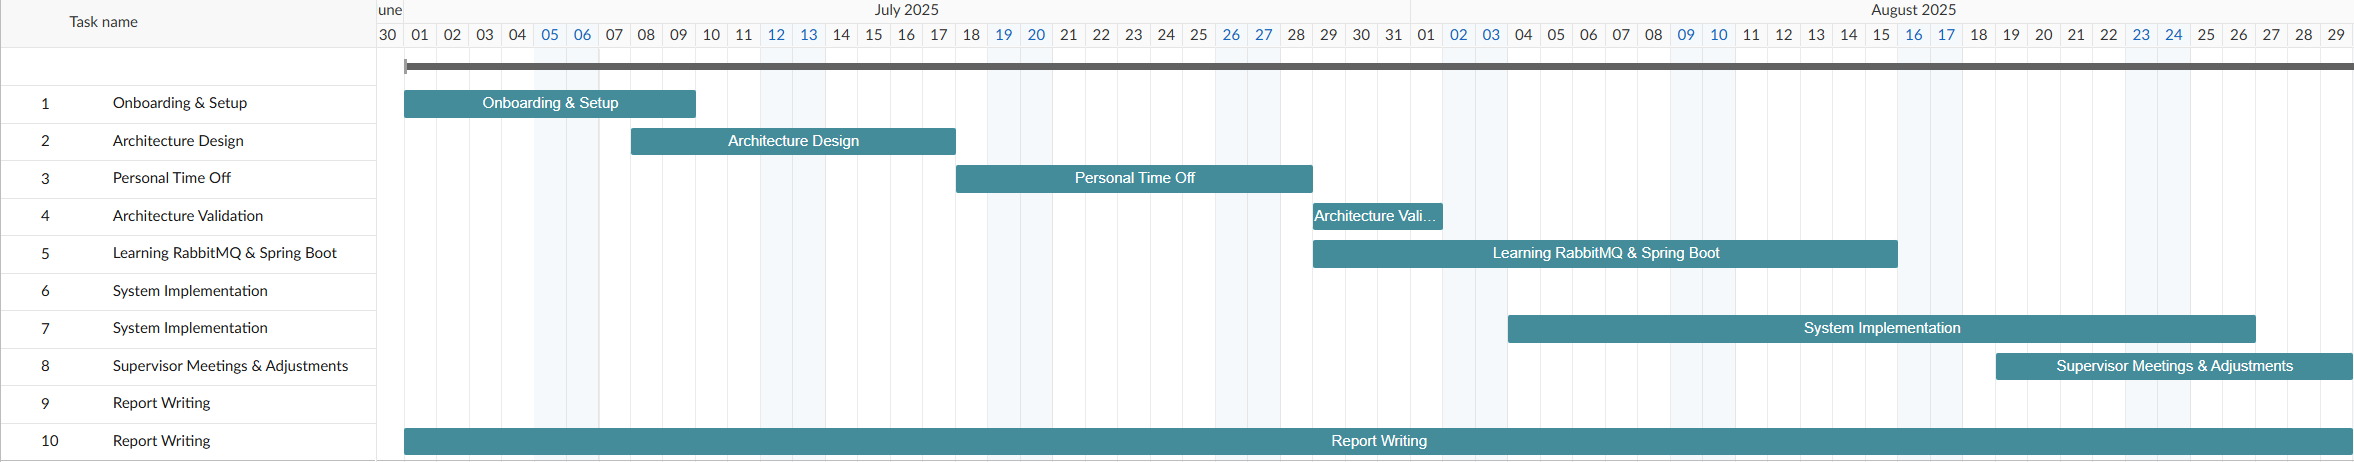 Task name
une July 2025 August 2025
30 01 02 03 04 05 06 07 08 09 10 11 12 13 14 15 16 17 18 19 20 21 22 23 24 25 26 27 28 29 30 31 01 02 03 04 05 06 07 08 09 10 11 12 13 14 15 16 17 18 19 20 21 22 23 24 25 26 27 28 29
1 Onboarding & Setup Onboarding & Setup
2 Architecture Design Architecture Design
3 Personal Time Off Personal Time Off
4 Architecture Validation Architecture Vali...
5 Learning RabbitMQ & Spring Boot Learning RabbitMQ & Spring Boot
6 System Implementation
7 System Implementation System Implementation
8 Supervisor Meetings & Adjustments Supervisor Meetings & Adjustments
9 Report Writing
10 Report Writing Report Writing